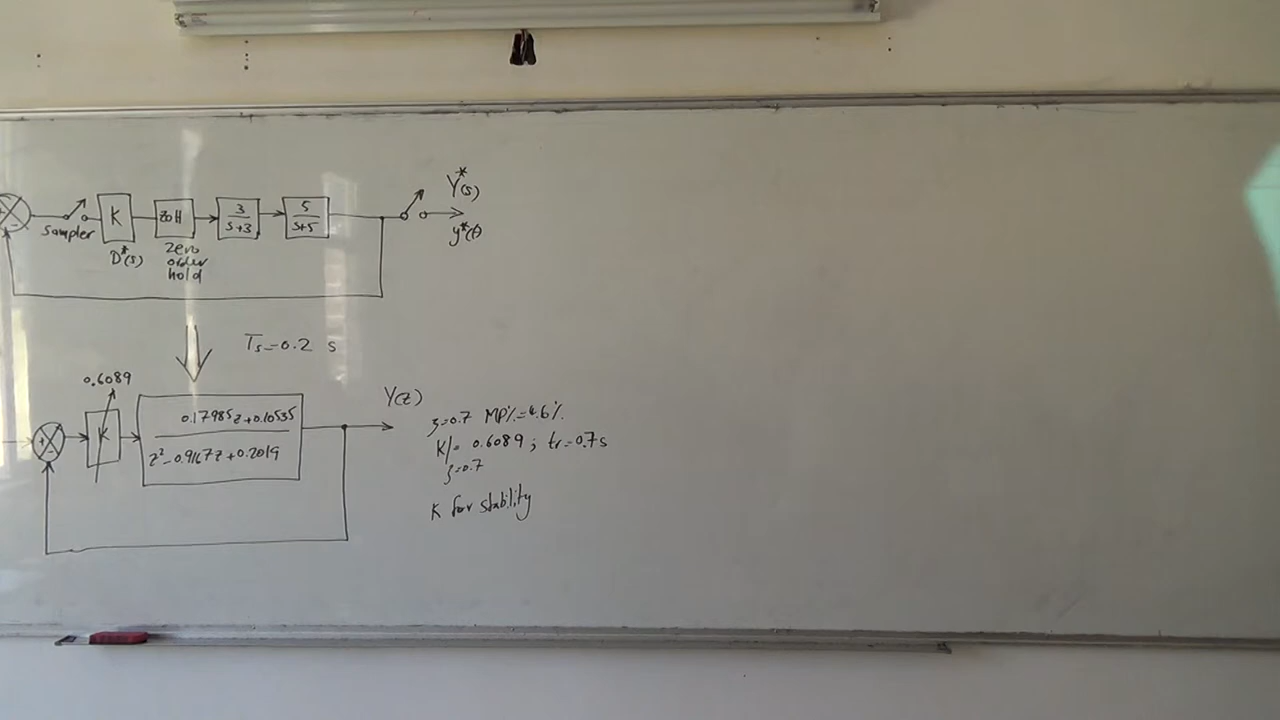 K
ZOH
3
s+3
5
s+5
Y*(s)
y*(t)
sampler
D*(s)
zero
order
hold
Ts=0.2 s
0.6089
K
0.17985z+0.10535
z²-0.9167z+0.2019
Y(z)
ζ=0.7 MP%=4.6%
K|= 0.6089 ; tr=0.7s
ζ=0.7
K for stability